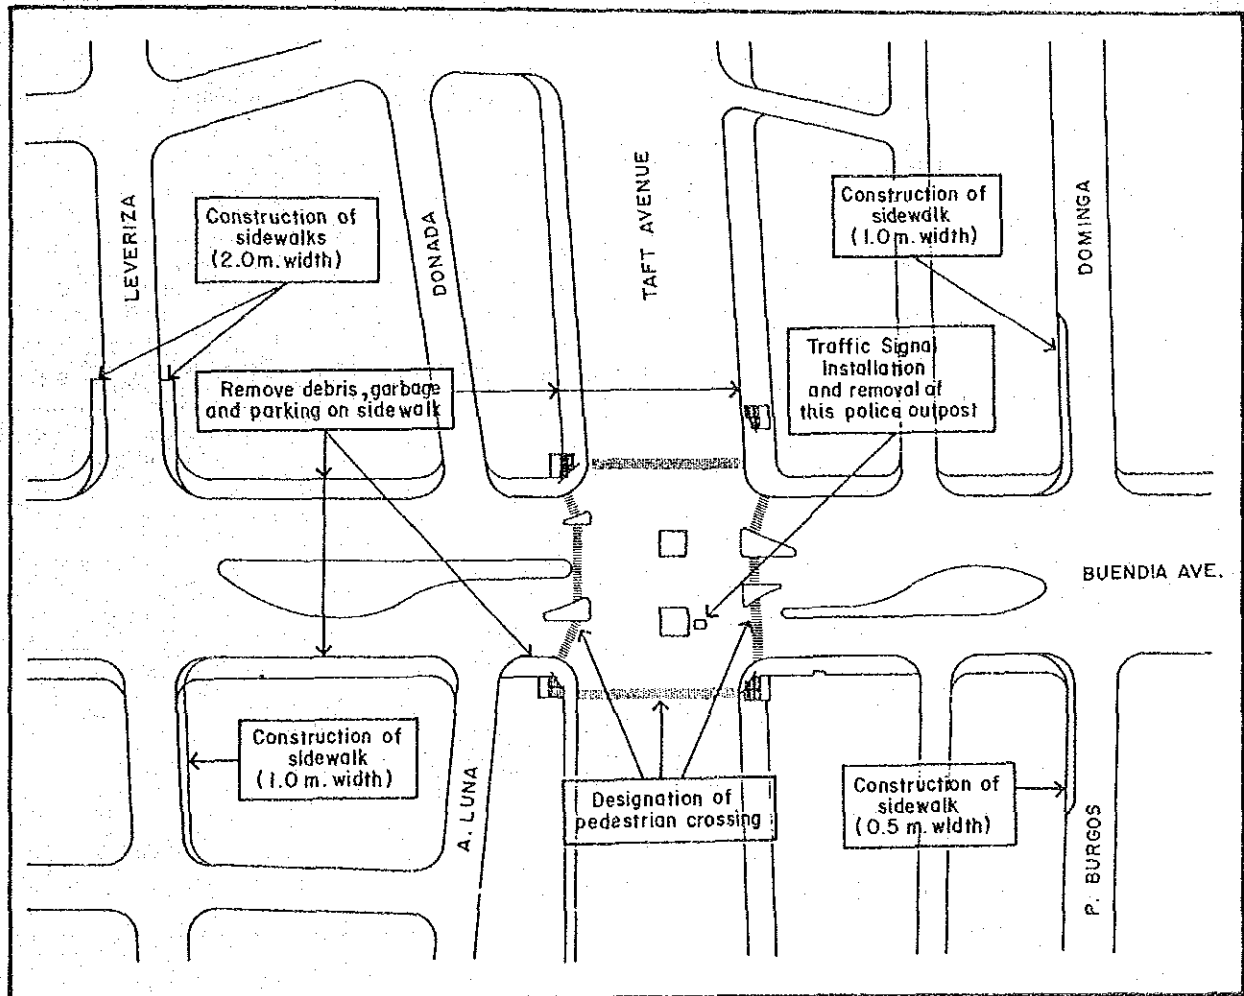 LEVERIZA
Construction of
sidewalks
(2.0 m. width)
DONADA
TAFT AVENUE
Construction of
sidewalk
(1.0 m. width)
DOMINGA
Remove debris, garbage
and parking on sidewalk
Traffic Signal
Installation
and removal of
this police outpost
BUENDIA AVE.
Construction of
sidewalk
(1.0 m. width)
A. LUNA
Designation of
pedestrian crossing
Construction of
sidewalk
(0.5 m. width)
P. BURGOS